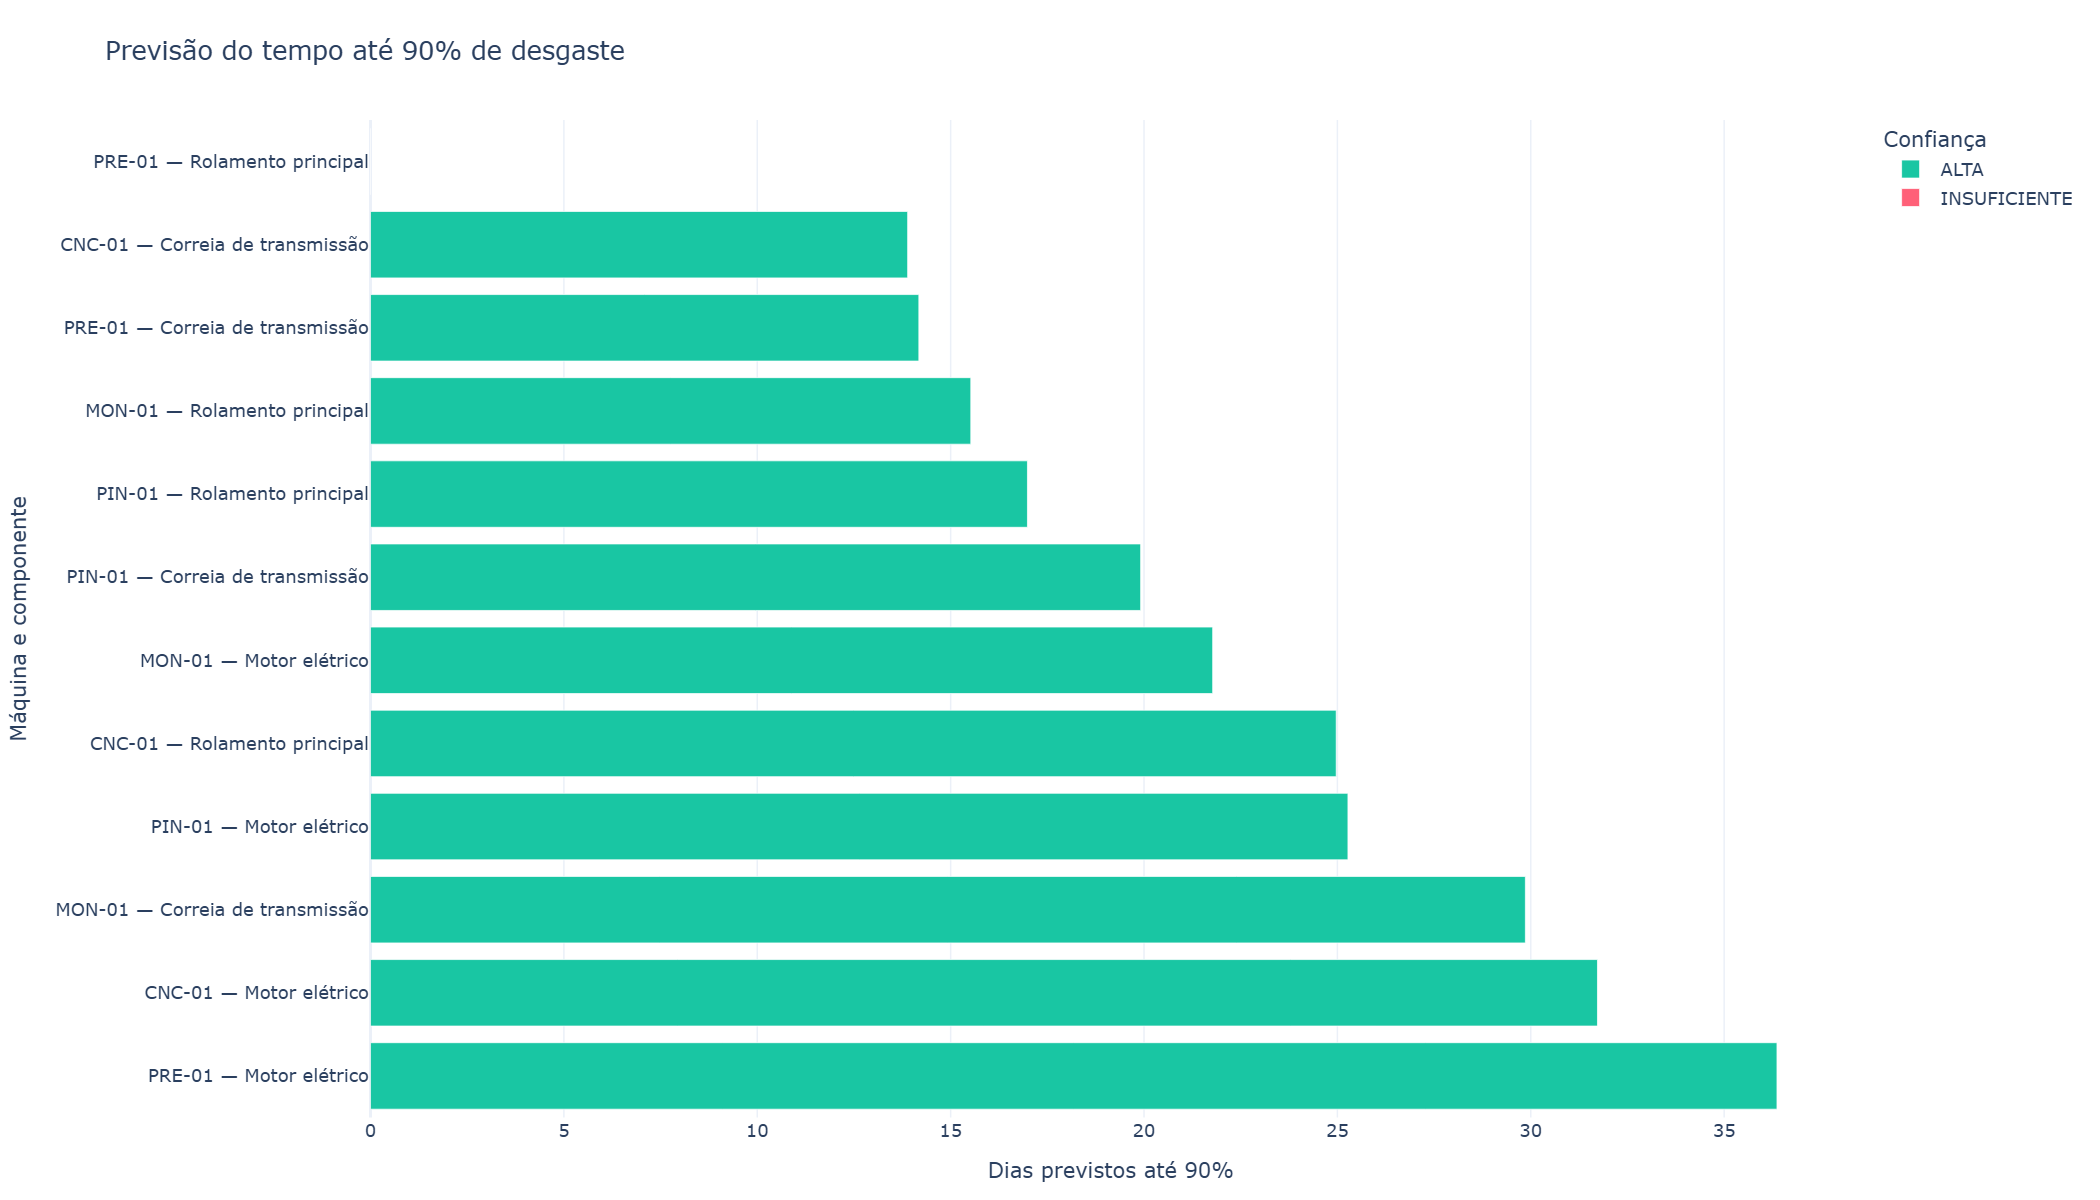 Previsão do tempo até 90% de desgaste
Confiança
ALTA
INSUFICIENTE
Máquina e componente
PRE-01 — Rolamento principal
CNC-01 — Correia de transmissão
PRE-01 — Correia de transmissão
MON-01 — Rolamento principal
PIN-01 — Rolamento principal
PIN-01 — Correia de transmissão
MON-01 — Motor elétrico
CNC-01 — Rolamento principal
PIN-01 — Motor elétrico
MON-01 — Correia de transmissão
CNC-01 — Motor elétrico
PRE-01 — Motor elétrico
0 5 10 15 20 25 30 35
Dias previstos até 90%